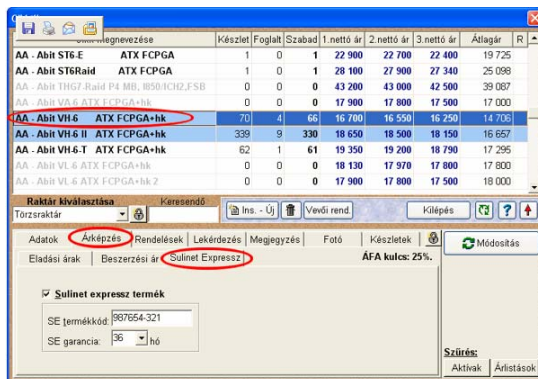 megnevezése Készlet Foglalt Szabad 1.nettó ár 2.nettó ár 3.nettó ár Átlagár R
AA - Abit ST6-E ATX FCPGA 1 0 1 22 900 22 700 22 400 19 725
AA - Abit ST6Raid ATX FCPGA 1 0 1 28 100 27 900 27 340 25 098
AA - Abit THG7-Raid P4 MB, I850/ICH2,FSB 0 0 0 43 200 43 000 42 500 39 087
AA - Abit VA-6 ATX FCPGA+hk 0 0 0 17 900 17 800 17 500 17 000
AA - Abit VH-6 ATX FCPGA+hk 70 4 66 16 700 16 550 16 250 14 706
AA - Abit VH-6 II ATX FCPGA+hk 339 9 330 18 650 18 500 18 150 16 657
AA - Abit VH-6-T ATX FCPGA+hk 62 1 61 19 350 19 200 18 790 17 295
AA - Abit VL-6 ATX FCPGA+hk 0 0 0 18 130 17 970 17 800 17 800
AA - Abit VL-6 ATX FCPGA+hk 2 0 0 0 17 900 17 800 17 500 18 000
Raktár kiválasztása Keresendő
Törzsraktár Ins. - Új Vevői rend. Kilépés ?
Adatok Árképzés Rendelések Lekérdezés Megjegyzés Fotó Készletek Módosítás
Eladási árak Beszerzési ár Sulinet Expressz ÁFA kulcs: 25%.
Sulinet expressz termék
SE termékkód: 987654-321
SE garancia: 36 hó
Szűrés:
Aktívak Árlistások